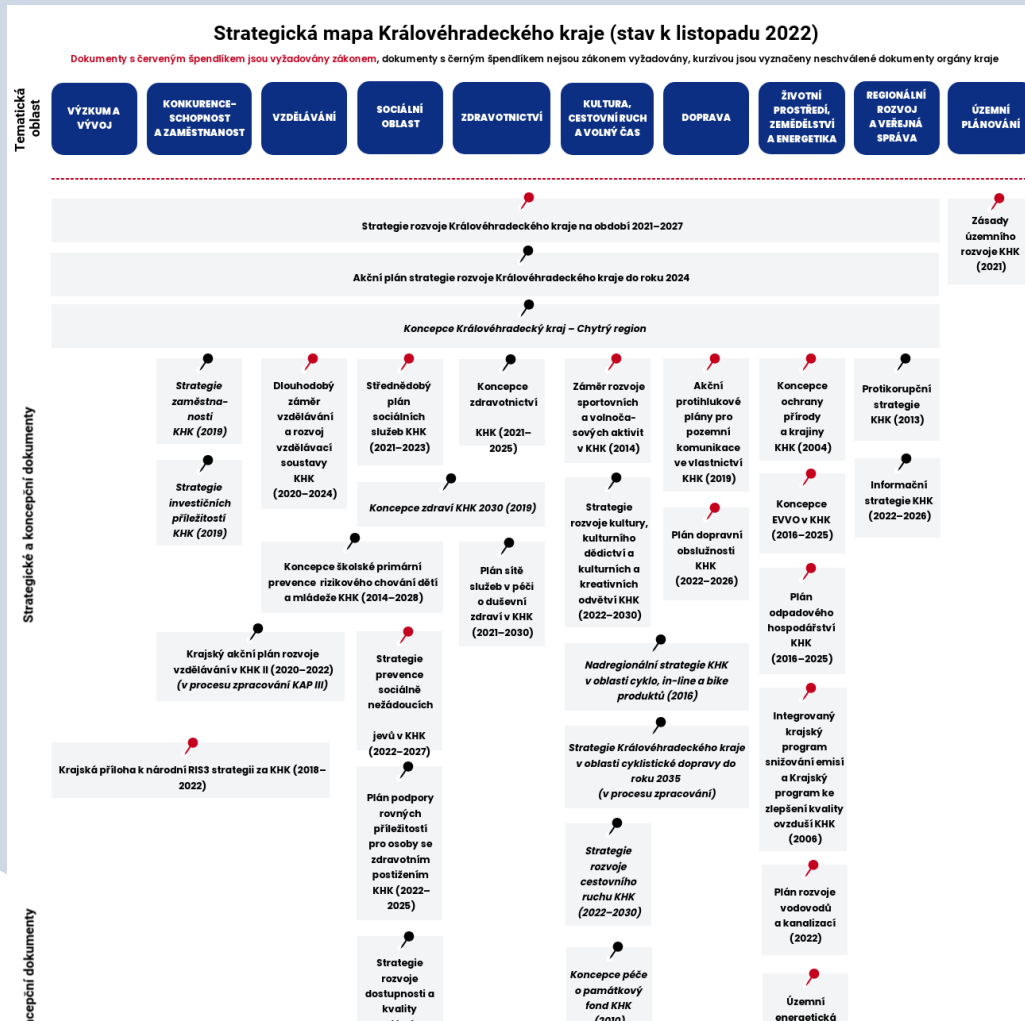 Strategická mapa Královéhradeckého kraje (stav k listopadu 2022)
Dokumenty s červeným špendlíkem jsou vyžadovány zákonem, dokumenty s černým špendlíkem nejsou zákonem vyžadovány, kurzívou jsou vyznačeny neschválené dokumenty orgány kraje
Tematická
oblast
VÝZKUM A
VÝVOJ
KONKURENCE-
SCHOPNOST
A ZAMĚSTNANOST
VZDĚLÁVÁNÍ
SOCIÁLNÍ
OBLAST
ZDRAVOTNICTVÍ
KULTURA,
CESTOVNÍ RUCH
A VOLNÝ ČAS
DOPRAVA
ŽIVOTNÍ
PROSTŘEDÍ,
ZEMĚDĚLSTVÍ
A ENERGETIKA
REGIONÁLNÍ
ROZVOJ
A VEŘEJNÁ
SPRÁVA
ÚZEMNÍ
PLÁNOVÁNÍ
Strategie rozvoje Královéhradeckého kraje na období 2021–2027
Zásady
územního
rozvoje KHK
(2021)
Akční plán strategie rozvoje Královéhradeckého kraje do roku 2024
Koncepce Královéhradecký kraj – Chytrý region
Strategické a koncepční dokumenty
Strategie
zaměstna-
nosti
KHK (2019)
Strategie
investičních
příležitostí
KHK (2019)
Dlouhodobý
záměr
vzdělávání
a rozvoj
vzdělávací
soustavy
KHK
(2020–2024)
Střednědobý
plán
sociálních
služeb KHK
(2021–2023)
Koncepce
zdravotnictví
KHK (2021–
2025)
Záměr rozvoje
sportovních
a volnoča-
sových aktivit
v KHK (2014)
Akční
protihlukové
plány pro
pozemní
komunikace
ve vlastnictví
KHK (2019)
Koncepce
ochrany
přírody
a krajiny
KHK (2004)
Protikorupční
strategie
KHK (2013)
Informační
strategie KHK
(2022–2026)
Koncepce zdraví KHK 2030 (2019)
Koncepce
EVVO v KHK
(2016–2025)
Strategie
rozvoje kultury,
kulturního
dědictví a
kulturních a
kreativních
odvětví KHK
(2022–2030)
Plán dopravní
obslužnosti
KHK
(2022–2026)
Koncepce školské primární
prevence rizikového chování dětí
a mládeže KHK (2014–2028)
Plán sítě
služeb v péči
o duševní
zdraví v KHK
(2021–2030)
Plán
odpadového
hospodářství
KHK
(2016–2025)
Krajský akční plán rozvoje
vzdělávání v KHK II (2020–2022)
(v procesu zpracování KAP III)
Strategie
prevence
sociálně
nežádoucích
jevů v KHK
(2022–2027)
Nadregionální strategie KHK
v oblasti cyklo, in-line a bike
produktů (2016)
Integrovaný
krajský
program
snižování emisí
a Krajský
program ke
zlepšení kvality
ovzduší KHK
(2006)
Krajská příloha k národní RIS3 strategii za KHK (2018–
2022)
Strategie Královéhradeckého kraje
v oblasti cyklistické dopravy do
roku 2035
(v procesu zpracování)
Plán podpory
rovných
příležitostí
pro osoby se
zdravotním
postižením
KHK (2022–
2025)
Strategie
rozvoje
cestovního
ruchu KHK
(2022–2030)
Plán rozvoje
vodovodů
a kanalizací
(2022)
dokumenty
Strategie
rozvoje
dostupnosti a
kvality
Koncepce péče
o památkový
fond KHK
Územní
energetická